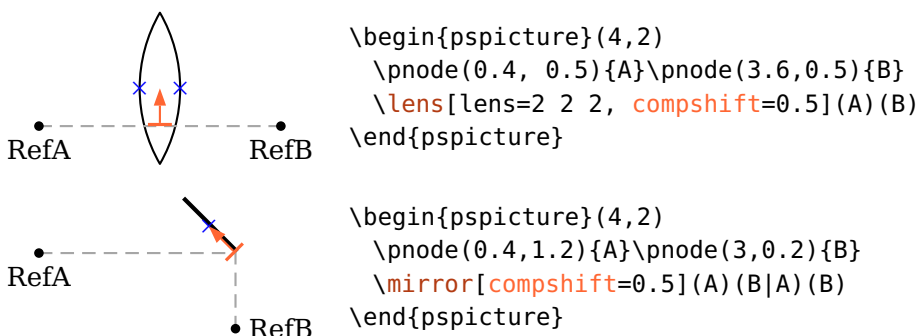 RefA
RefB
\begin{pspicture}(4,2)
  \pnode(0.4, 0.5){A}\pnode(3.6,0.5){B}
  \lens[lens=2 2 2, compshift=0.5](A)(B)
\end{pspicture}
RefA
RefB
\begin{pspicture}(4,2)
  \pnode(0.4,1.2){A}\pnode(3,0.2){B}
  \mirror[compshift=0.5](A)(B|A)(B)
\end{pspicture}